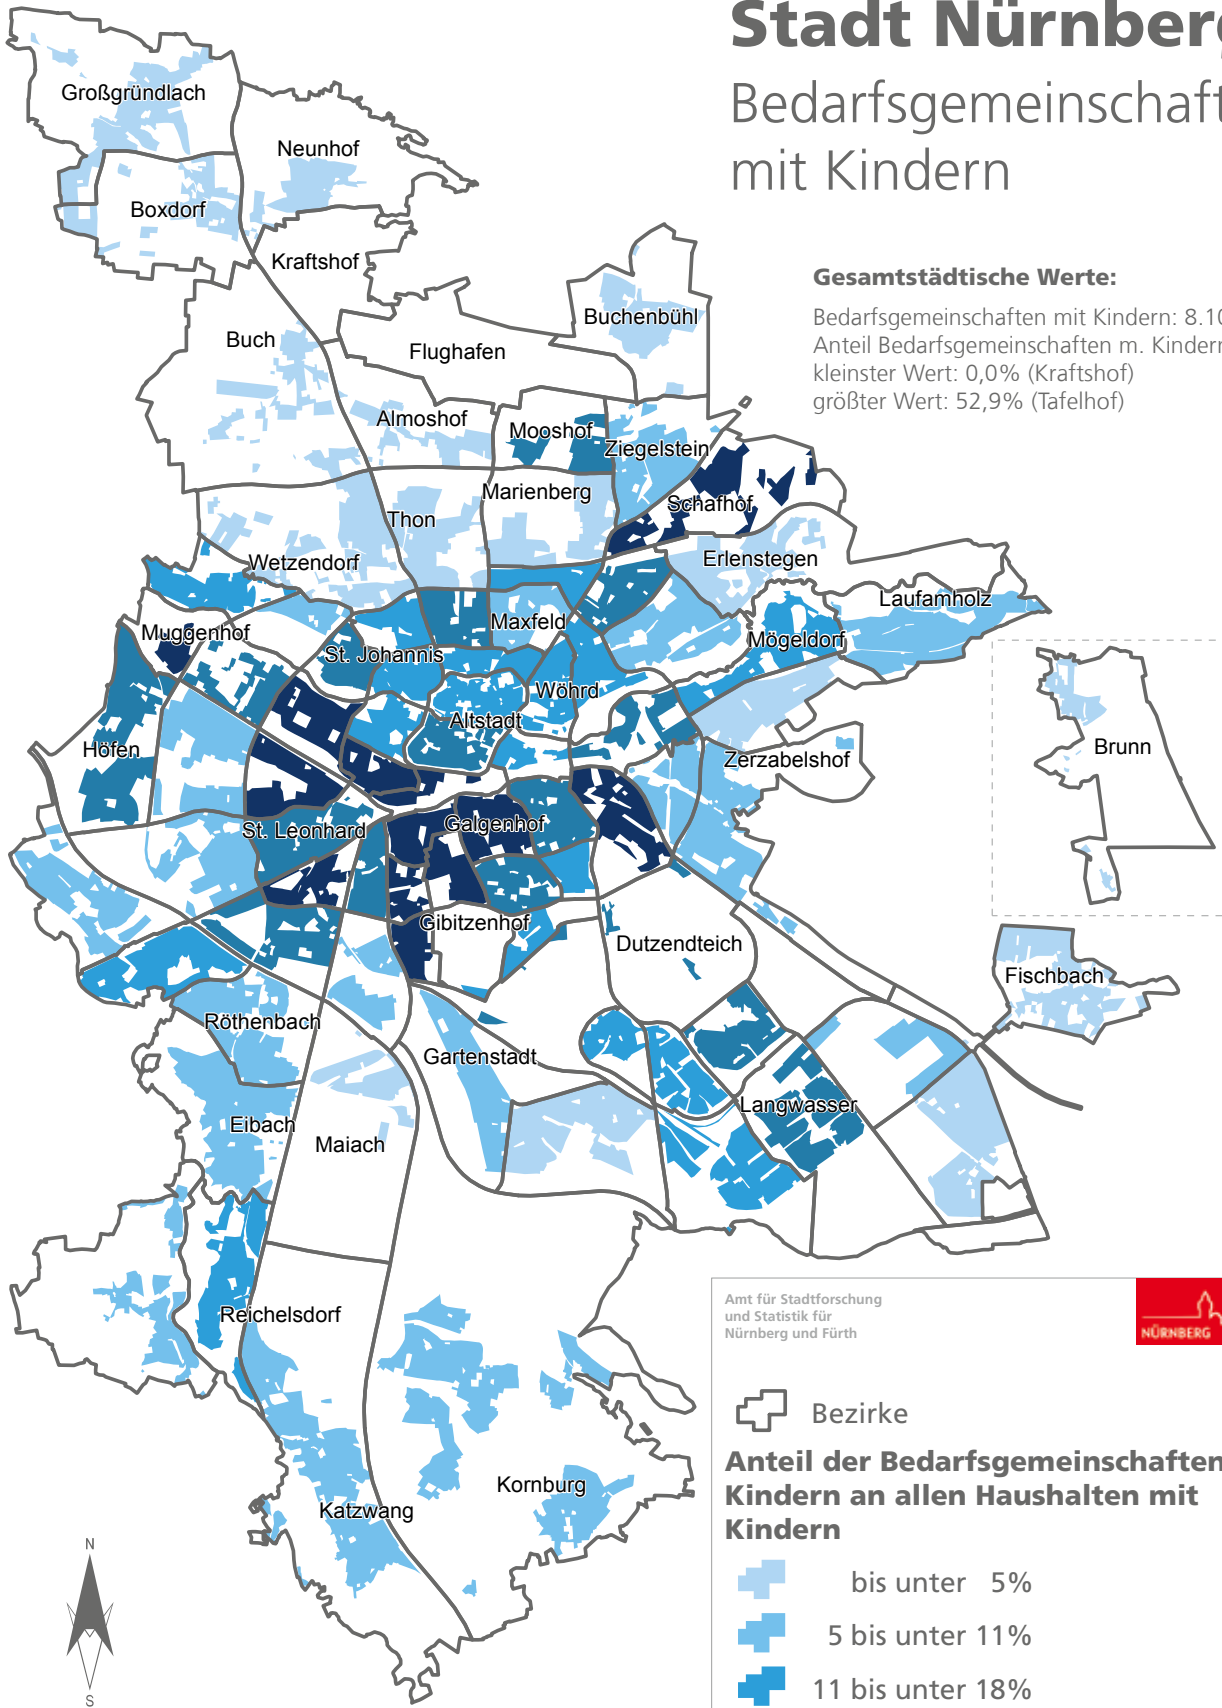 Stadt Nürnberg
Bedarfsgemeinschaft
mit Kindern
Gesamtstädtische Werte:
Bedarfsgemeinschaften mit Kindern: 8.10
Anteil Bedarfsgemeinschaften m. Kindern
kleinster Wert: 0,0% (Kraftshof)
größter Wert: 52,9% (Tafelhof)
Großgründlach
Neunhof
Boxdorf
Kraftshof
Buchenbühl
Buch
Flughafen
Almoshof
Mooshof
Ziegelstein
Marienberg
Schafhof
Thon
Erlenstegen
Wetzendorf
Laufamholz
Maxfeld
Muggenhof
Mögeldorf
St. Johannis
Wöhrd
Altstadt
Höfen
Zerzabelshof
Brunn
St. Leonhard
Galgenhof
Gibitzenhof
Dutzendteich
Fischbach
Röthenbach
Gartenstadt
Langwasser
Eibach
Maiach
Reichelsdorf
Kornburg
Katzwang
N
S
Amt für Stadtforschung
und Statistik für
Nürnberg und Fürth
NÜRNBERG
Bezirke
Anteil der Bedarfsgemeinschaften
Kindern an allen Haushalten mit
Kindern
bis unter 5%
5 bis unter 11%
11 bis unter 18%